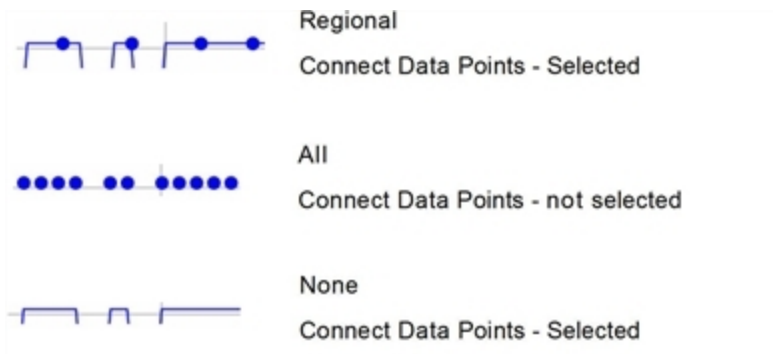 Regional
Connect Data Points - Selected
All
Connect Data Points - not selected
None
Connect Data Points - Selected